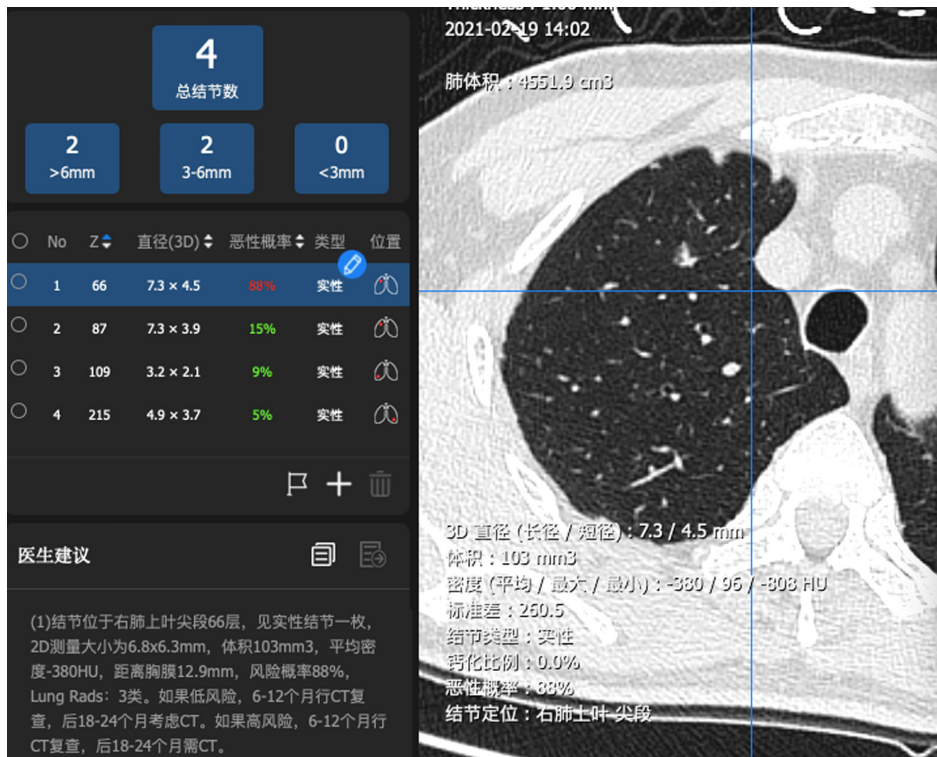 4
总结节数
2
>6mm
2
3-6mm
0
<3mm
No Z 直径(3D) 恶性概率 类型 位置
1 66 7.3 × 4.5 88% 实性
2 87 7.3 × 3.9 15% 实性
3 109 3.2 × 2.1 9% 实性
4 215 4.9 × 3.7 5% 实性
医生建议
(1)结节位于右肺上叶尖段66层，见实性结节一枚，
2D测量大小为6.8x6.3mm，体积103mm3，平均密
度-380HU，距离胸膜12.9mm，风险概率88%，
Lung Rads：3类。如果低风险，6-12个月行CT复
查，后18-24个月考虑CT。如果高风险，6-12个月行
CT复查，后18-24个月需CT。
Thickness : 1.00 mm
2021-02-19 14:02
肺体积 : 4551.9 cm3
3D 直径 (长径 / 短径) : 7.3 / 4.5 mm
体积 : 103 mm3
密度 (平均 / 最大 / 最小) : -380 / 96 / -808 HU
标准差 : 260.5
结节类型 : 实性
钙化比例 : 0.0%
恶性概率 : 88%
结节定位 : 右肺上叶 尖段